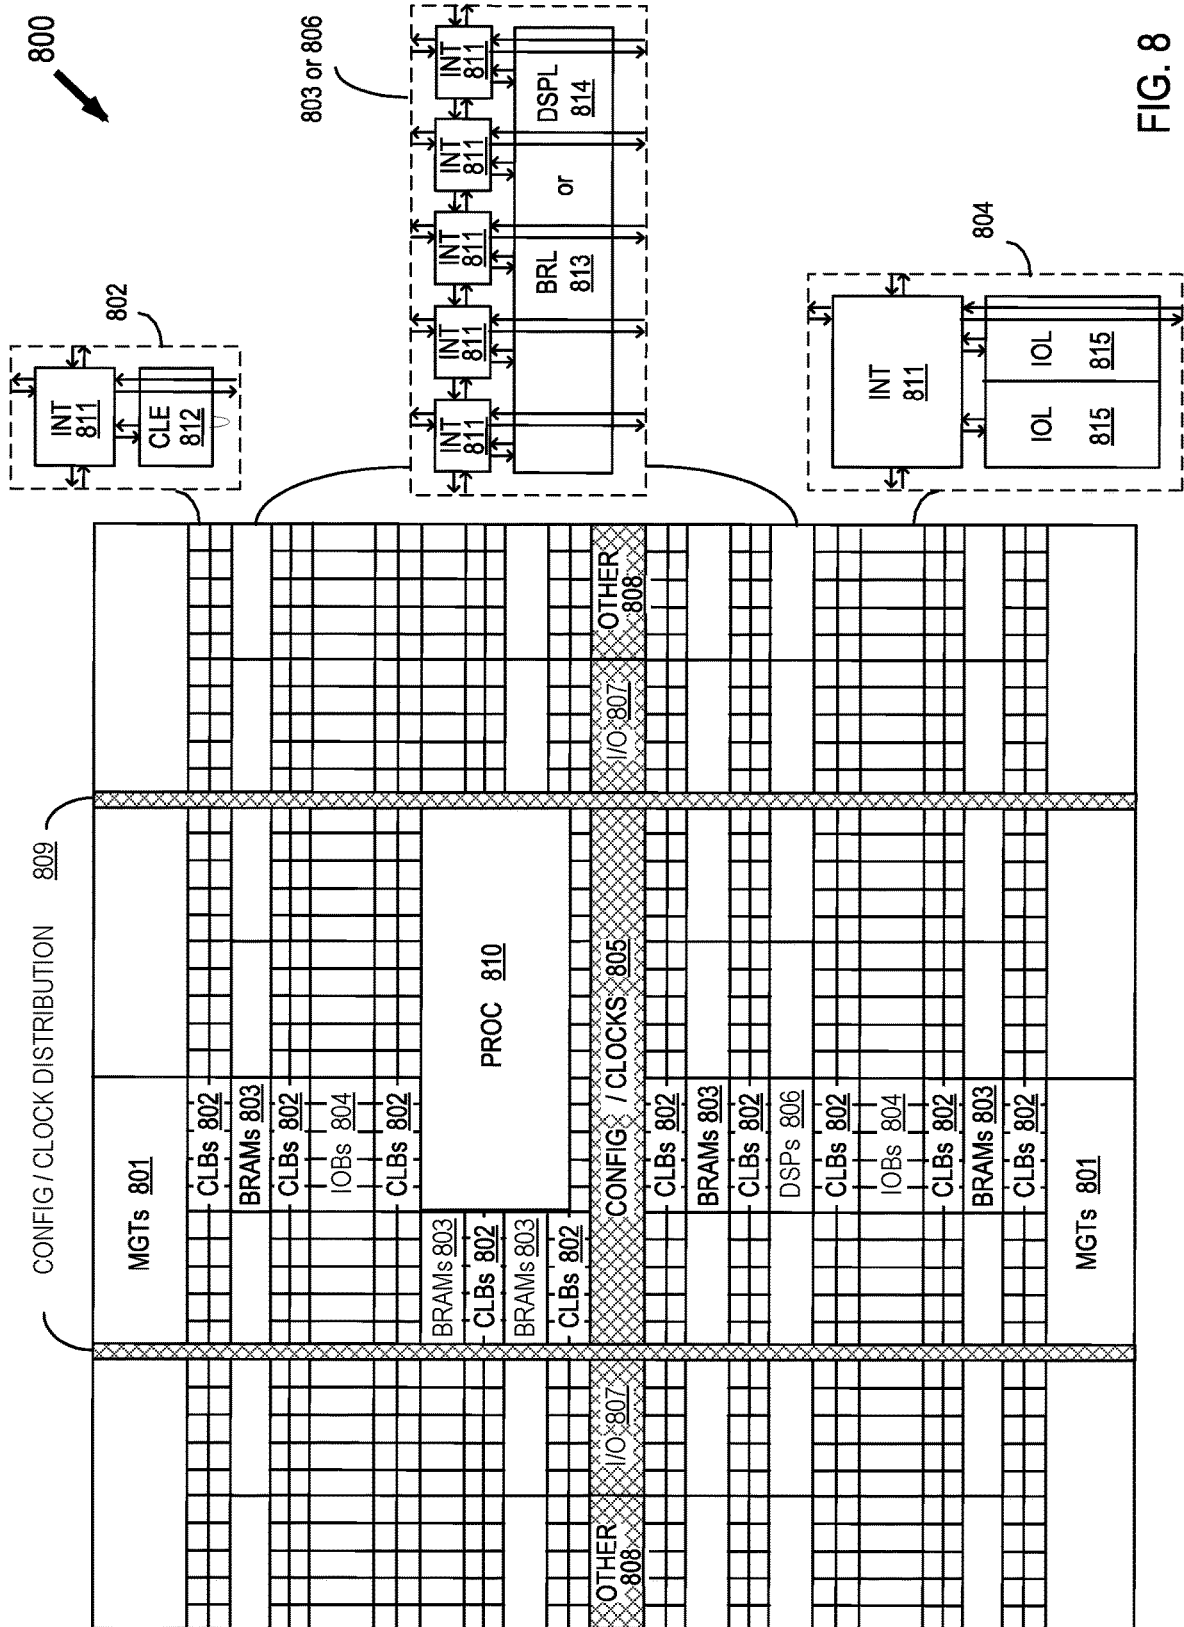 800
CONFIG / CLOCK DISTRIBUTION 809
MGTs 801
CLBs 802
BRAMs 803
CLBs 802
IOBs 804
CLBs 802
BRAMs 803
CLBs 802
BRAMs 803
CLBs 802
PROC 810
OTHER 808
I/O 807
CONFIG / CLOCKS 805
I/O 807
OTHER 808
CLBs 802
BRAMs 803
CLBs 802
DSPs 806
CLBs 802
IOBs 804
CLBs 802
BRAMs 803
CLBs 802
MGTs 801
802
INT 811
CLE 812
803 or 806
INT 811
INT 811
INT 811
INT 811
INT 811
BRL 813
or
DSPL 814
804
INT 811
IOL 815
IOL 815
FIG. 8